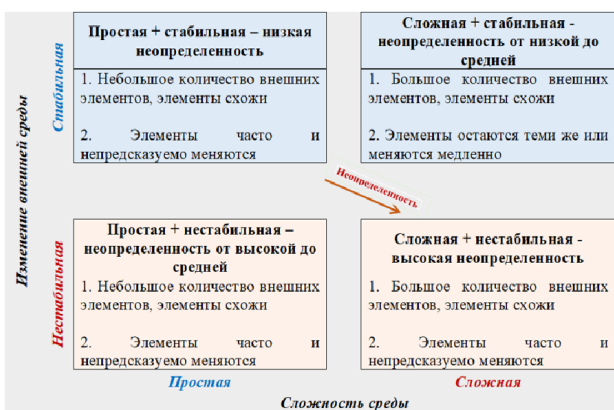 Изменение внешней среды
Стабильная
Простая + стабильная – низкая
неопределенность
1. Небольшое количество внешних
элементов, элементы схожи
2. Элементы часто и
непредсказуемо меняются
Сложная + стабильная -
неопределенность от низкой до
средней
1. Большое количество внешних
элементов, элементы схожи
2. Элементы остаются теми же или
меняются медленно
Неопределенность
Нестабильная
Простая + нестабильная –
неопределенность от высокой до
средней
1. Небольшое количество внешних
элементов, элементы схожи
2. Элементы часто и
непредсказуемо меняются
Сложная + нестабильная -
высокая неопределенность
1. Большое количество внешних
элементов, элементы схожи
2. Элементы часто и
непредсказуемо меняются
Простая
Сложная
Сложность среды